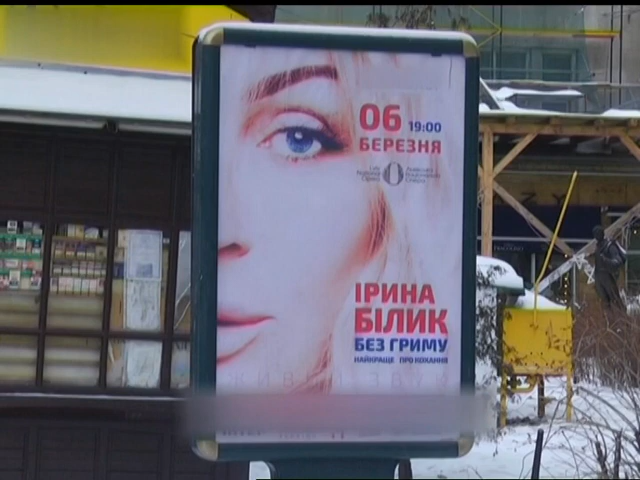 06 19:00
БЕРЕЗНЯ
ІРИНА
БІЛИК
БЕЗ ГРИМУ
НАЙКРАЩЕ ПРО КОХАННЯ